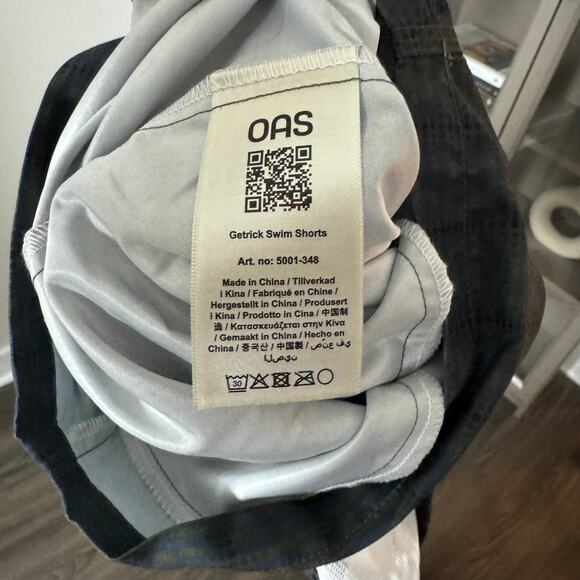 OAS
Getrick Swim Shorts
Art. no: 5001-348
Made in China / Tillverkad
i Kina / Fabriqué en Chine /
Hergestellt in China / Produsert
i Kina / Prodotto in Cina / 中国制
造 / Κατασκευάζεται στην Κίνα
/ Gemaakt in China / Hecho en
China / 중국산 / 中国製 / صنع في
الصين
30